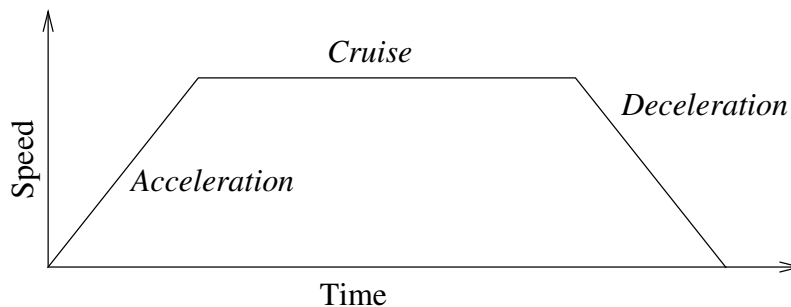 Cruise
Deceleration
Speed
Acceleration
Time